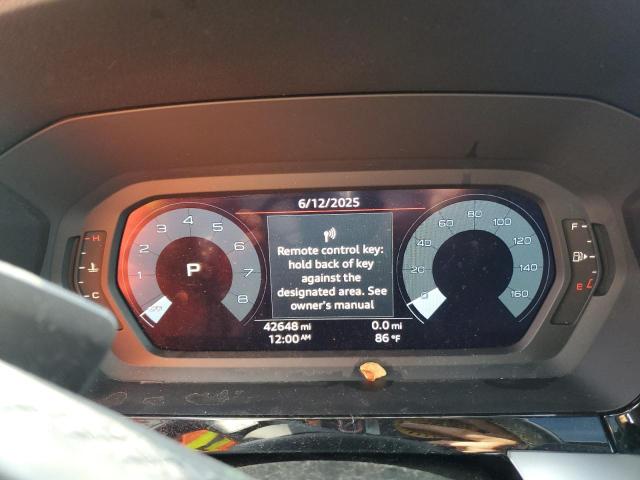 6/12/2025
Remote control key:
hold back of key
against the
designated area. See
owner's manual
42648 mi
0.0 mi
12:00 AM
86 °F
1
2
3
4
5
6
7
8
P
0
20
40
60
80
100
120
140
160
H
C
F
E